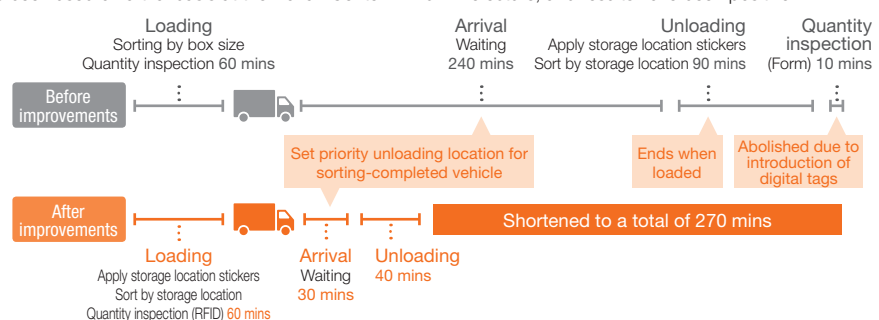 Loading
Sorting by box size
Quantity inspection 60 mins
Arrival
Waiting
240 mins
Unloading
Apply storage location stickers
Sort by storage location 90 mins
Quantity
inspection
(Form) 10 mins
Before
improvements
Set priority unloading location for
sorting-completed vehicle
Ends when
loaded
Abolished due to
introduction of
digital tags
After
improvements
Shortened to a total of 270 mins
Loading
Apply storage location stickers
Sort by storage location
Quantity inspection (RFID) 60 mins
Arrival
Waiting
30 mins
Unloading
40 mins